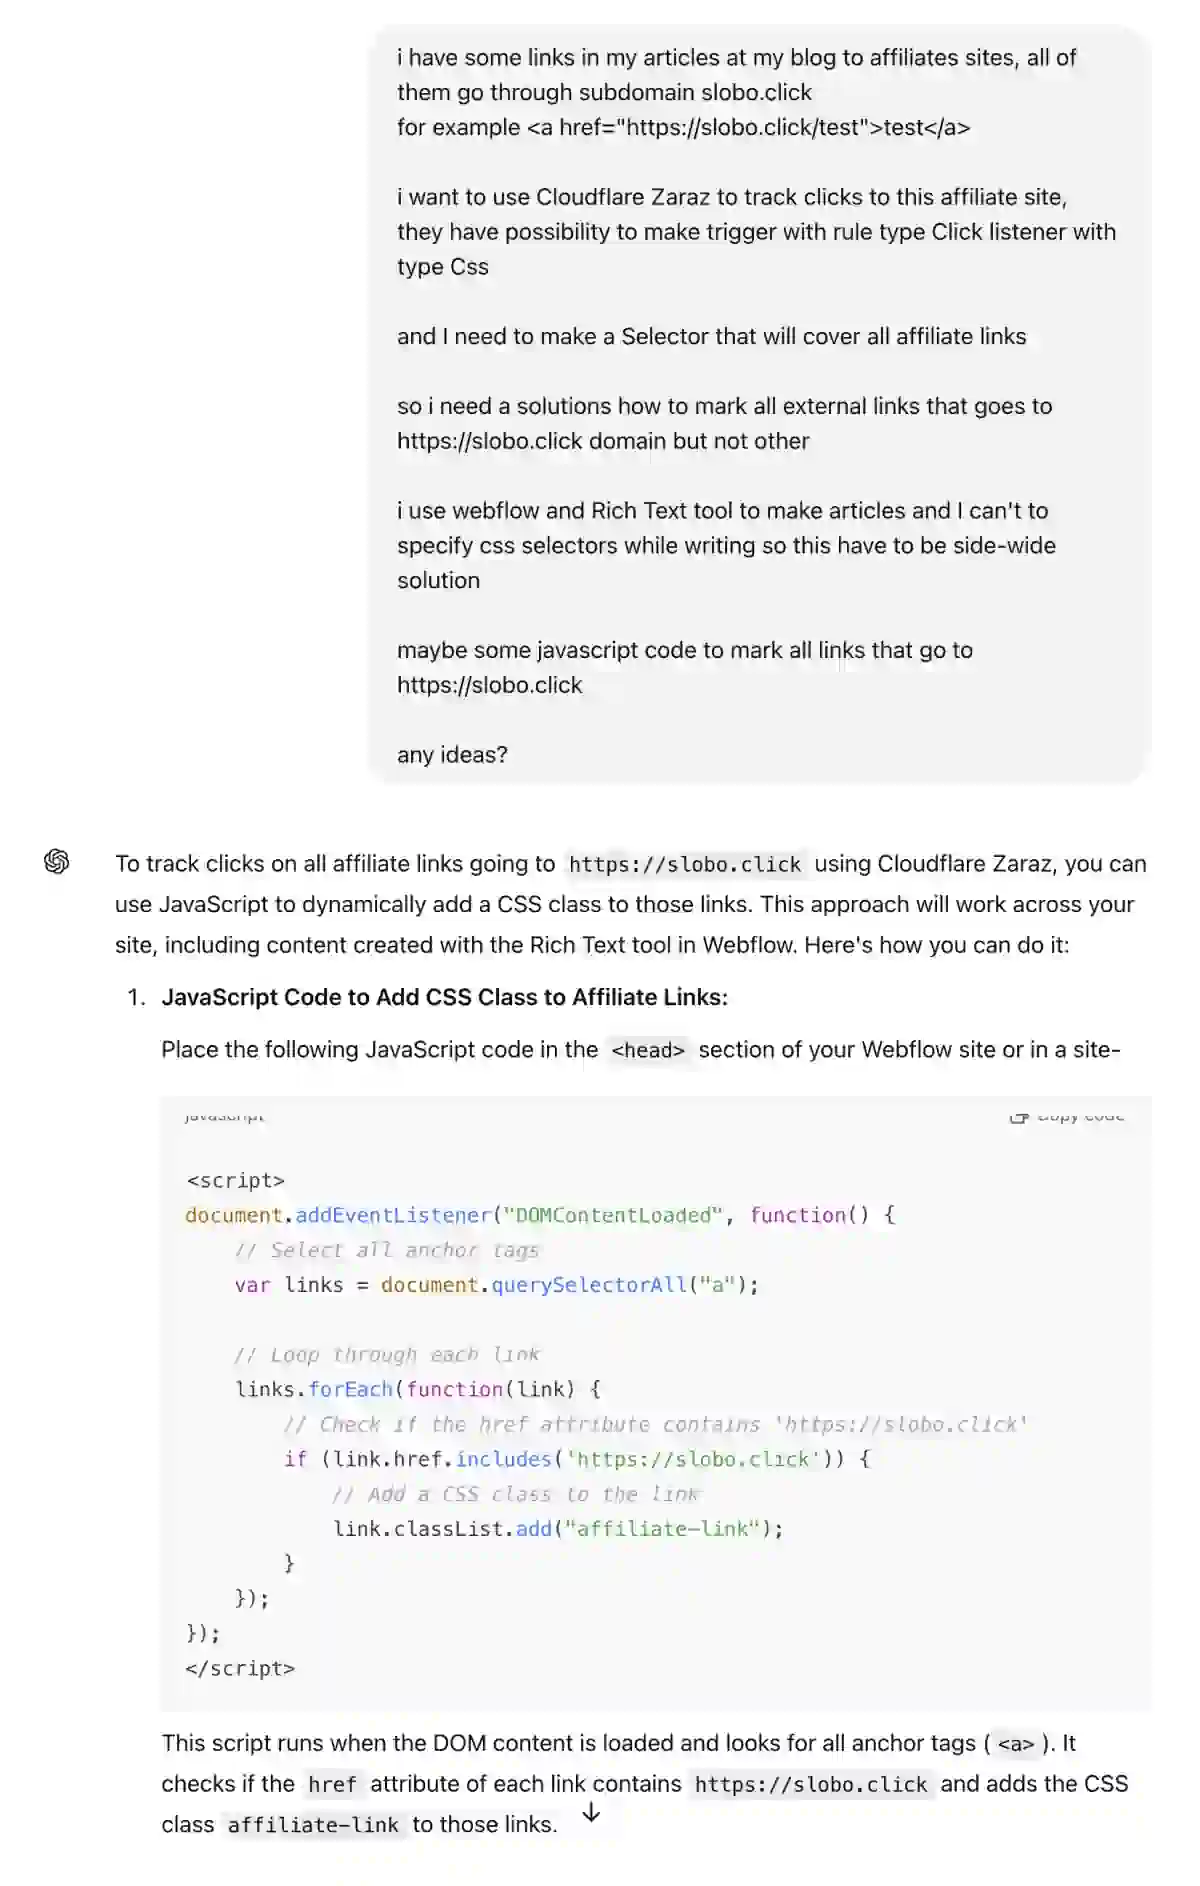 i have some links in my articles at my blog to affiliates sites, all of
them go through subdomain slobo.click
for example <a href="https://slobo.click/test">test</a>
i want to use Cloudflare Zaraz to track clicks to this affiliate site,
they have possibility to make trigger with rule type Click listener with
type Css
and I need to make a Selector that will cover all affiliate links
so i need a solutions how to mark all external links that goes to
https://slobo.click domain but not other
i use webflow and Rich Text tool to make articles and I can't to
specify css selectors while writing so this have to be side-wide
solution
maybe some javascript code to mark all links that go to
https://slobo.click
any ideas?
To track clicks on all affiliate links going to https://slobo.click using Cloudflare Zaraz, you can
use JavaScript to dynamically add a CSS class to those links. This approach will work across your
site, including content created with the Rich Text tool in Webflow. Here's how you can do it:
1. JavaScript Code to Add CSS Class to Affiliate Links:
Place the following JavaScript code in the <head> section of your Webflow site or in a site-
javascript Copy code
<script>
document.addEventListener("DOMContentLoaded", function() {
// Select all anchor tags
var links = document.querySelectorAll("a");
// Loop through each link
links.forEach(function(link) {
// Check if the href attribute contains 'https://slobo.click'
if (link.href.includes('https://slobo.click')) {
// Add a CSS class to the link
link.classList.add("affiliate-link");
}
});
});
</script>
This script runs when the DOM content is loaded and looks for all anchor tags ( <a> ). It
checks if the href attribute of each link contains https://slobo.click and adds the CSS
class affiliate-link to those links.